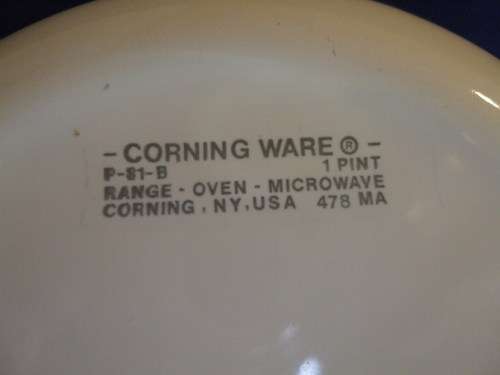 - CORNING WARE ® -
P-81-B 1 PINT
RANGE - OVEN - MICROWAVE
CORNING, NY, USA 478 MA